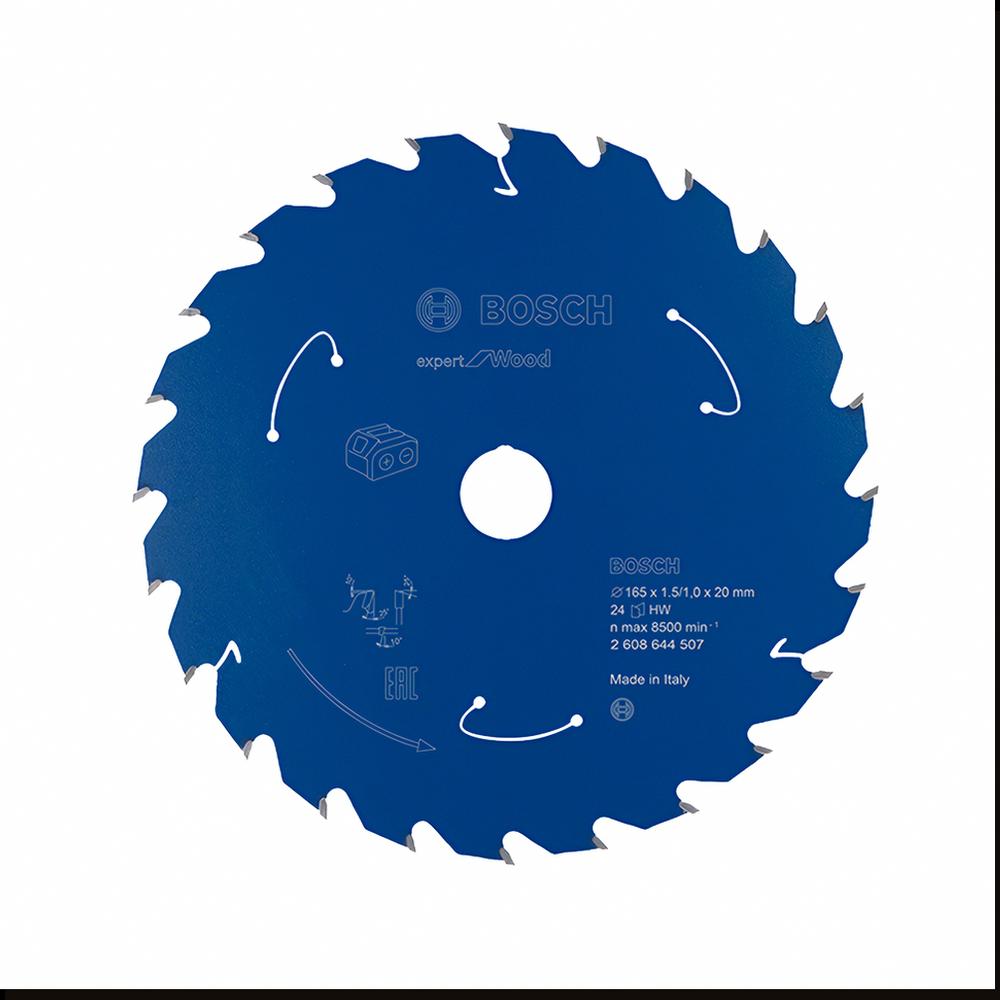 BOSCH
expert for Wood
BOSCH
Ø 165 x 1.5/1,0 x 20 mm
24 HW
n max 8500 min⁻¹
2 608 644 507
EAC
Made in Italy